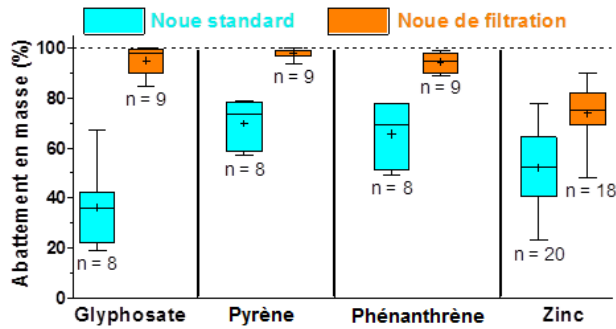 Noue standard Noue de filtration
Abattement en masse (%)
100
80
60
40
20
0
n = 8
n = 9
n = 8
n = 9
n = 8
n = 9
n = 20
n = 18
Glyphosate Pyrène Phénanthrène Zinc